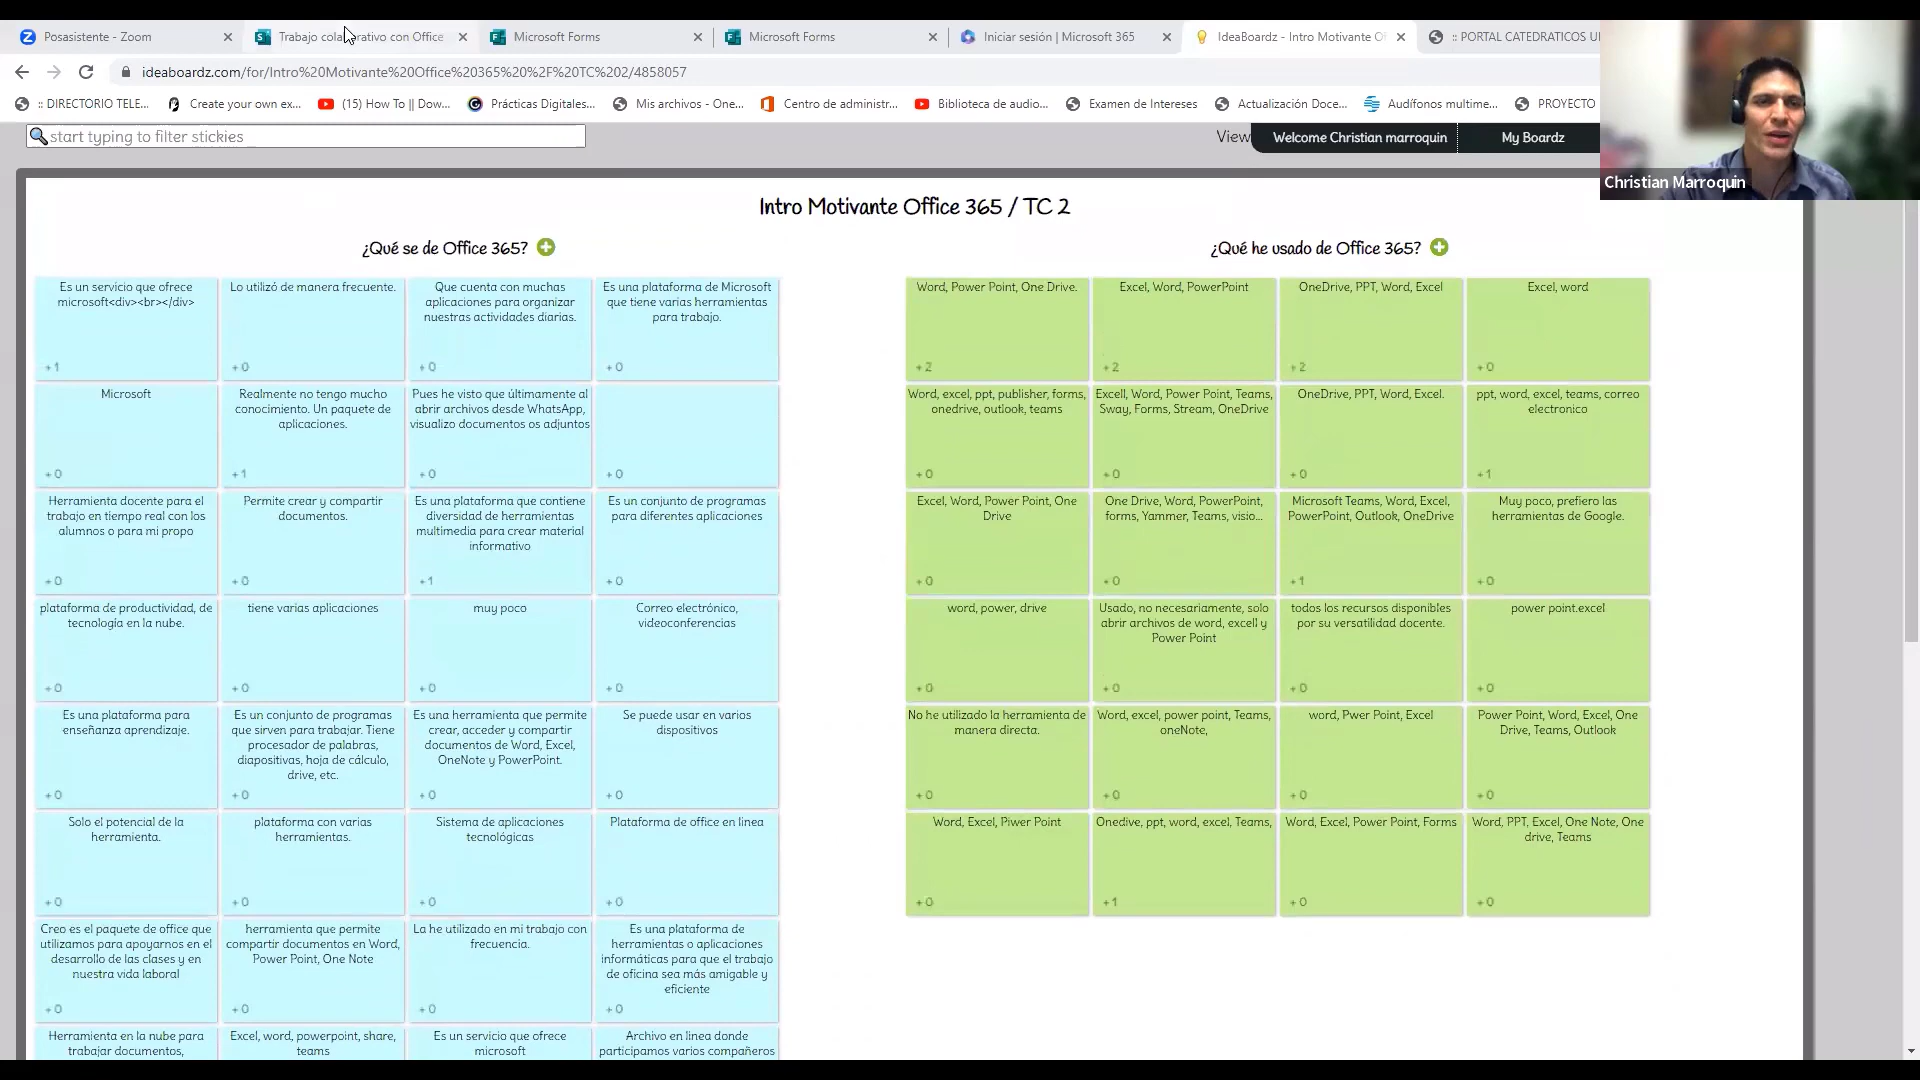 Posasistente - Zoom
Trabajo colaborativo con Office
Microsoft Forms
Microsoft Forms
Iniciar sesión | Microsoft 365
IdeaBoardz - Intro Motivante O
:: PORTAL CATEDRATICOS U
ideaboardz.com/for/Intro%20Motivante%20Office%20365%20%2F%20TC%202/4858057
:: DIRECTORIO TELE...
Create your own ex...
(15) How To || Dow...
Prácticas Digitales...
Mis archivos - One...
Centro de administr...
Biblioteca de audio...
Examen de Intereses
Actualización Doce...
Audífonos multime...
PROYECTO
start typing to filter stickies
View
Welcome Christian marroquin
My Boardz
Christian Marroquin
Intro Motivante Office 365 / TC 2
¿Qué se de Office 365?
Es un servicio que ofrece
microsoft<div><br></div>
+1
Lo utilizó de manera frecuente.
+0
Que cuenta con muchas
aplicaciones para organizar
nuestras actividades diarias.
+0
Es una plataforma de Microsoft
que tiene varias herramientas
para trabajo.
+0
Microsoft
+0
Realmente no tengo mucho
conocimiento. Un paquete de
aplicaciones.
+1
Pues he visto que últimamente al
abrir archivos desde WhatsApp,
visualizo documentos os adjuntos
+0
+0
Herramienta docente para el
trabajo en tiempo real con los
alumnos o para mi propo
+0
Permite crear y compartir
documentos.
+0
Es una plataforma que contiene
diversidad de herramientas
multimedia para crear material
informativo
+1
Es un conjunto de programas
para diferentes aplicaciones
+0
plataforma de productividad, de
tecnología en la nube.
+0
tiene varias aplicaciones
+0
muy poco
+0
Correo electrónico,
videoconferencias
+0
Es una plataforma para
enseñanza aprendizaje.
+0
Es un conjunto de programas
que sirven para trabajar. Tiene
procesador de palabras,
diapositivas, hoja de cálculo,
drive, etc.
+0
Es una herramienta que permite
crear, acceder y compartir
documentos de Word, Excel,
OneNote y PowerPoint.
+0
Se puede usar en varios
dispositivos
+0
Solo el potencial de la
herramienta.
+0
plataforma con varias
herramientas.
+0
Sistema de aplicaciones
tecnológicas
+0
Plataforma de office en linea
+0
Creo es el paquete de office que
utilizamos para apoyarnos en el
desarrollo de las clases y en
nuestra vida laboral
+0
herramienta que permite
compartir documentos en Word,
Power Point, One Note
+0
La he utilizado en mi trabajo con
frecuencia.
+0
Es una plataforma de
herramientas o aplicaciones
informáticas para que el trabajo
de oficina sea más amigable y
eficiente
+0
Herramienta en la nube para
trabajar documentos,
Excel, word, powerpoint, share,
teams
Es un servicio que ofrece
microsoft
Archivo en linea donde
participamos varios compañeros
¿Qué he usado de Office 365?
Word, Power Point, One Drive.
+2
Excel, Word, PowerPoint
+2
OneDrive, PPT, Word, Excel
+2
Excel, word
+0
Word, excel, ppt, publisher, forms,
onedrive, outlook, teams
+0
Excell, Word, Power Point, Teams,
Sway, Forms, Stream, OneDrive
+0
OneDrive, PPT, Word, Excel.
+0
ppt, word, excel, teams, correo
electronico
+1
Excel, Word, Power Point, One
Drive
+0
One Drive, Word, PowerPoint,
forms, Yammer, Teams, visio...
+0
Microsoft Teams, Word, Excel,
PowerPoint, Outlook, OneDrive
+1
Muy poco, prefiero las
herramientas de Google.
+0
word, power, drive
+0
Usado, no necesariamente, solo
abrir archivos de word, excell y
Power Point
+0
todos los recursos disponibles
por su versatilidad docente.
+0
power point.excel
+0
No he utilizado la herramienta de
manera directa.
+0
Word, excel, power point, Teams,
oneNote,
+0
word, Pwer Point, Excel
+0
Power Point, Word, Excel, One
Drive, Teams, Outlook
+0
Word, Excel, Piwer Point
+0
Onedive, ppt, word, excel, Teams,
+1
Word, Excel, Power Point, Forms
+0
Word, PPT, Excel, One Note, One
drive, Teams
+0